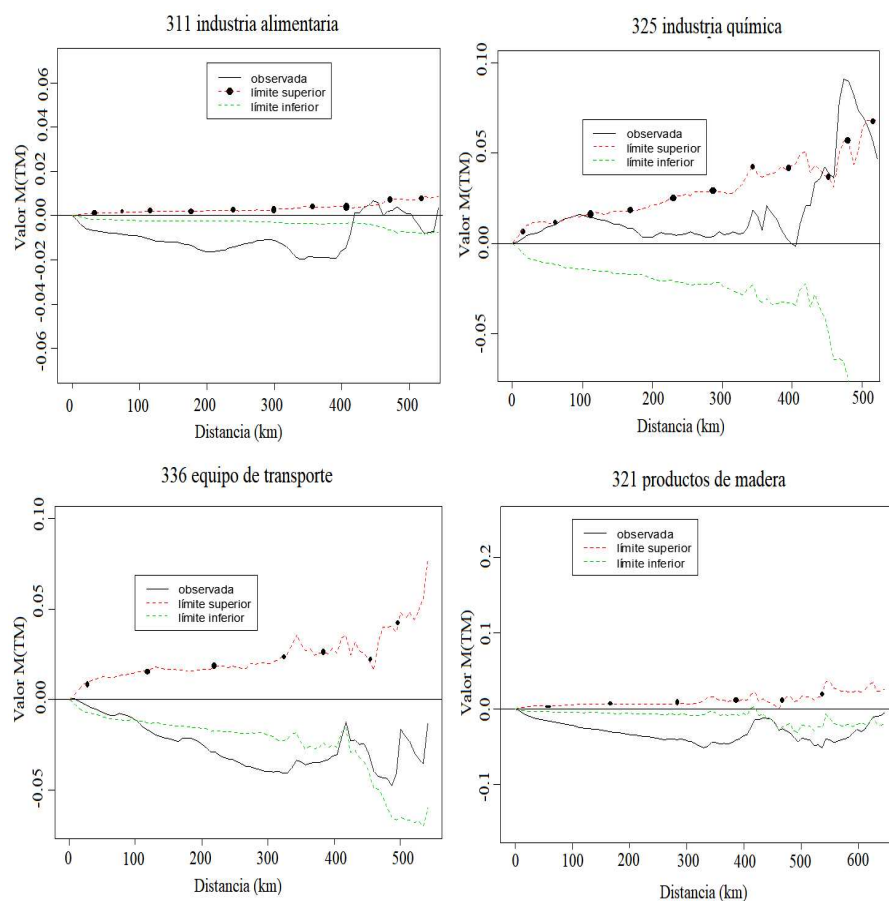 311 industria alimentaria
Valor M(TM)
0.06
0.04
0.02
0.00
-0.02
-0.04
-0.06
observada
límite superior
límite inferior
0 100 200 300 400 500
Distancia (km)
325 industria química
Valor M(TM)
0.10
0.05
0.00
-0.05
observada
límite superior
límite inferior
0 100 200 300 400 500
Distancia (km)
336 equipo de transporte
Valor M(TM)
0.10
0.05
0.00
-0.05
observada
límite superior
límite inferior
0 100 200 300 400 500
Distancia (km)
321 productos de madera
Valor M(TM)
0.2
0.1
0.0
-0.1
observada
límite superior
límite inferior
0 100 200 300 400 500 600
Distancia (km)